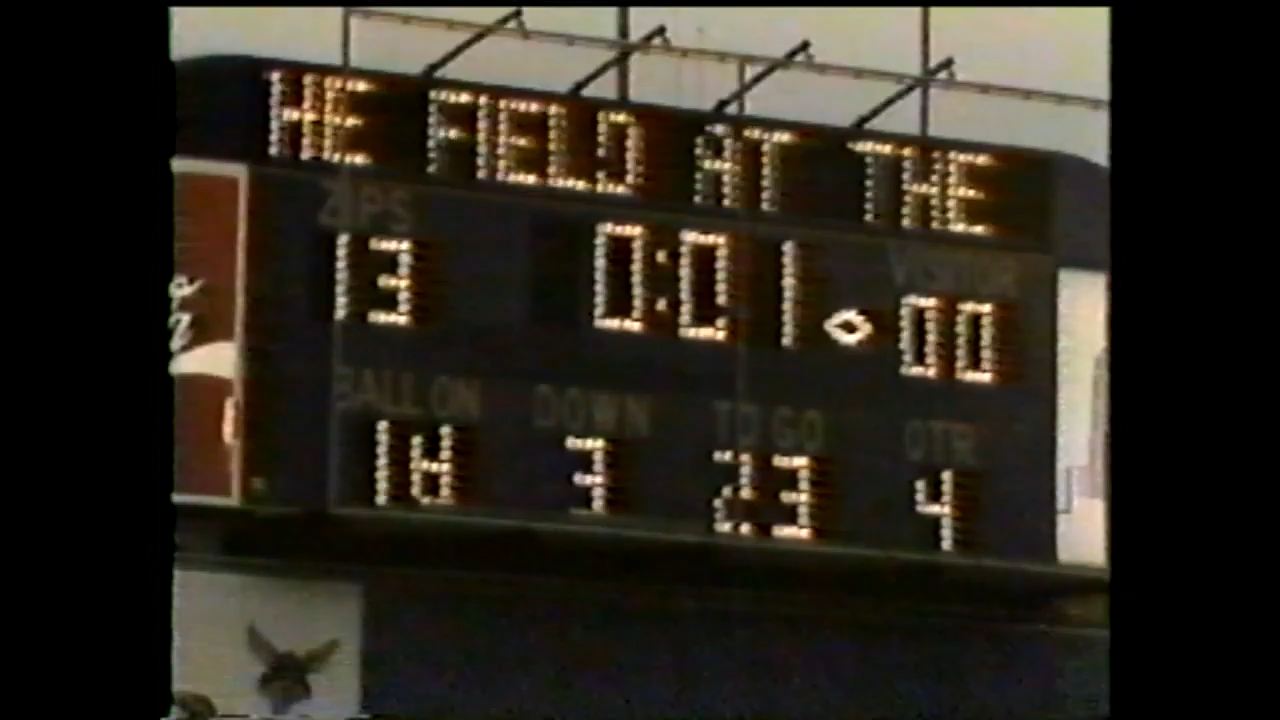 HE FIELD AT THE
ZIPS
13 0:01 00
VISITOR
BALL ON DOWN TO GO QTR
18 3 23 4